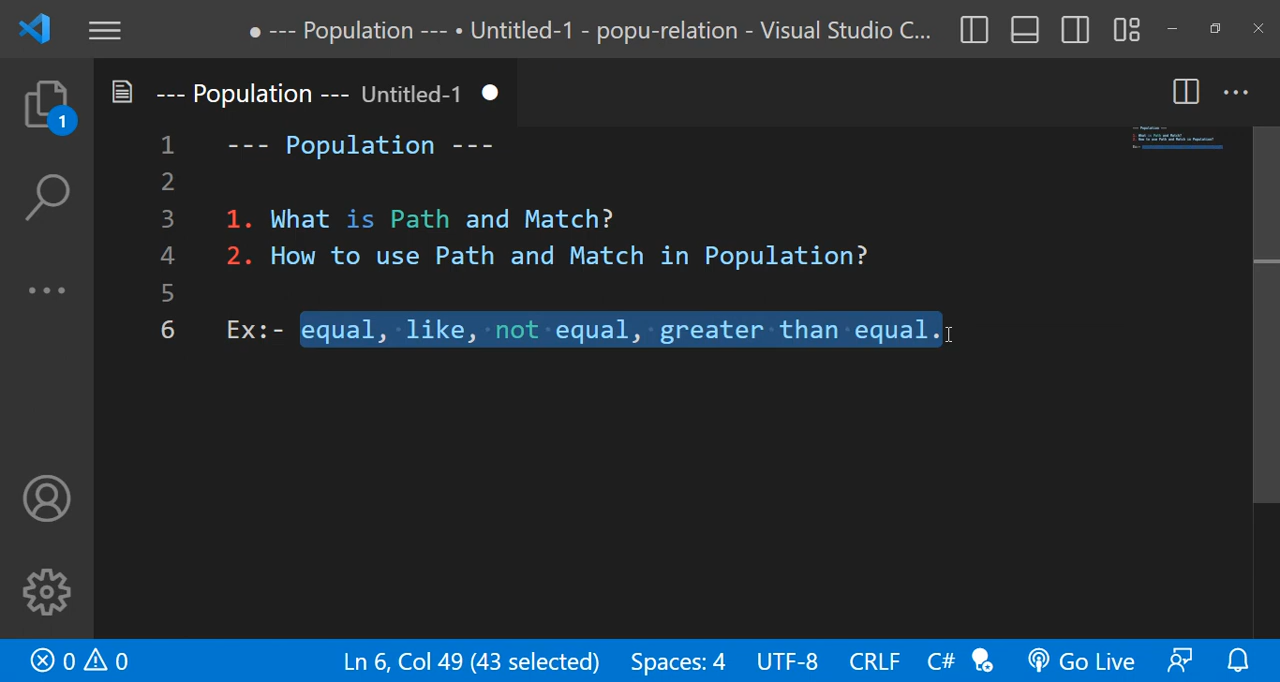 ● --- Population --- • Untitled-1 - popu-relation - Visual Studio C...
--- Population --- Untitled-1
1
1 --- Population ---
2
3 1. What is Path and Match?
4 2. How to use Path and Match in Population?
5
6 Ex:- equal, like, not equal, greater than equal.
0 0 Ln 6, Col 49 (43 selected) Spaces: 4 UTF-8 CRLF C# Go Live